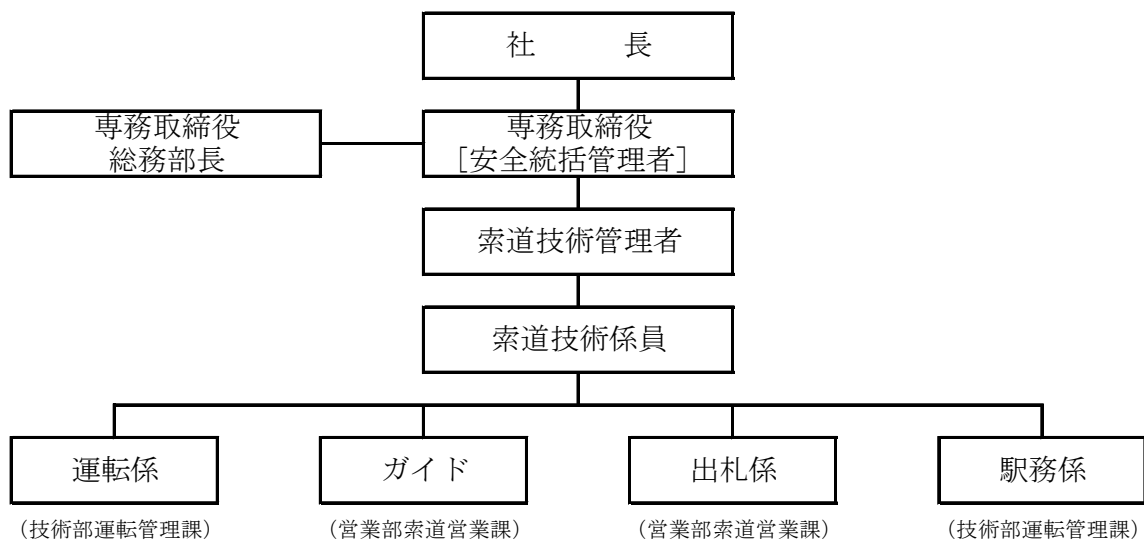 社　　長
専務取締役
総務部長
専務取締役
[安全統括管理者]
索道技術管理者
索道技術係員
運転係
ガイド
出札係
駅務係
(技術部運転管理課)
(営業部索道営業課)
(営業部索道営業課)
(技術部運転管理課)